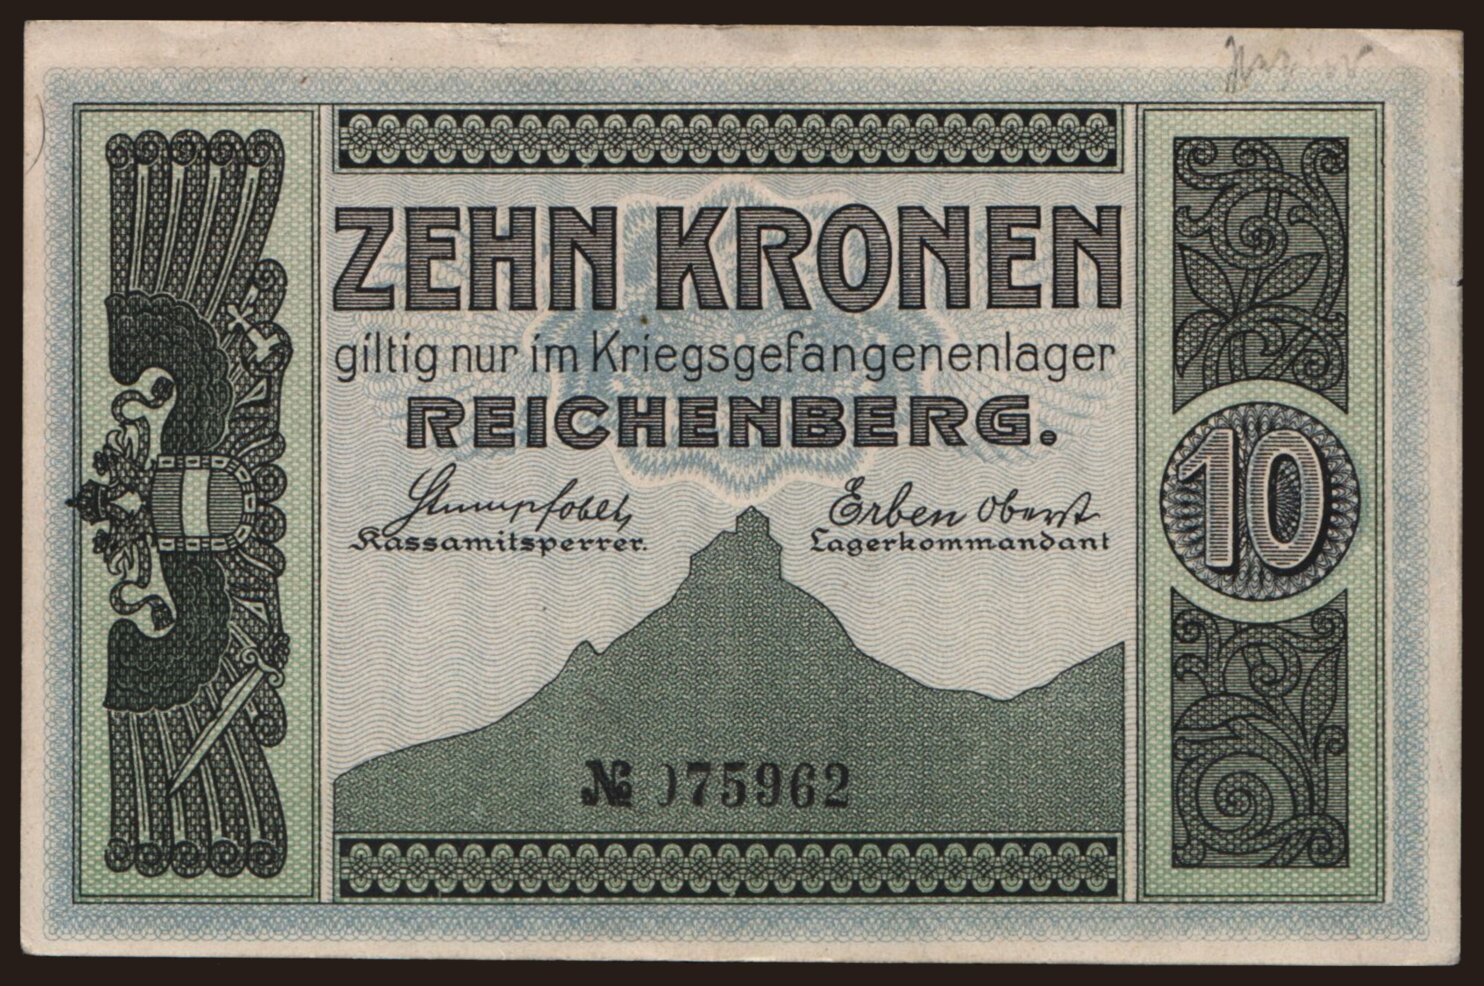 ZEHN KRONEN
giltig nur im Kriegsgefangenenlager
REICHENBERG.
Erben Oberst
Kassamitsperrer.
Lagerkommandant
10
№ 075962